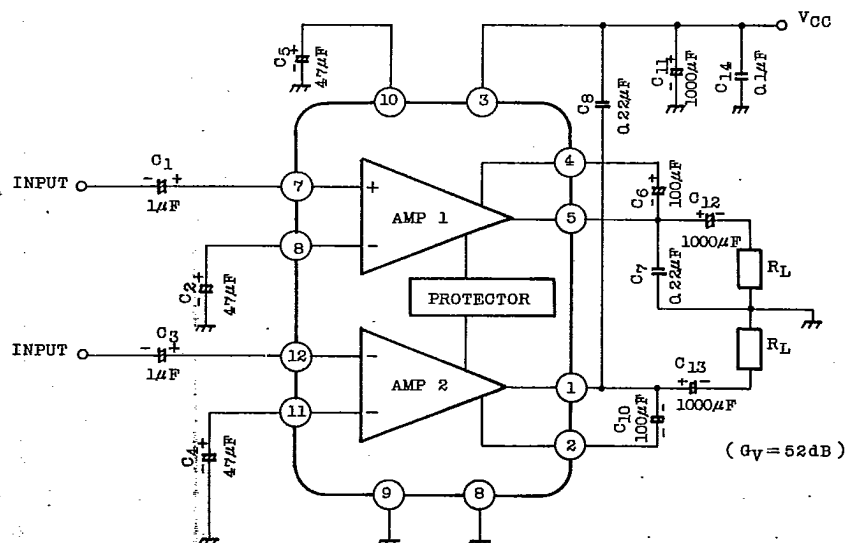 VCC
C5
+
-
47μF
10
3
C8
0.22μF
C11
+
-
1000μF
C14
0.1μF
INPUT
C1
- +
1μF
7
+
AMP 1
4
5
C6
+
-
100μF
C12
+ -
1000μF
8
-
C2
+
-
47μF
PROTECTOR
C7
0.22μF
RL
INPUT
C3
- +
1μF
12
-
AMP 2
1
RL
C13
+ -
1000μF
11
-
C4
+
-
47μF
C10
100μF
- -
2
(GV=52dB)
9
8